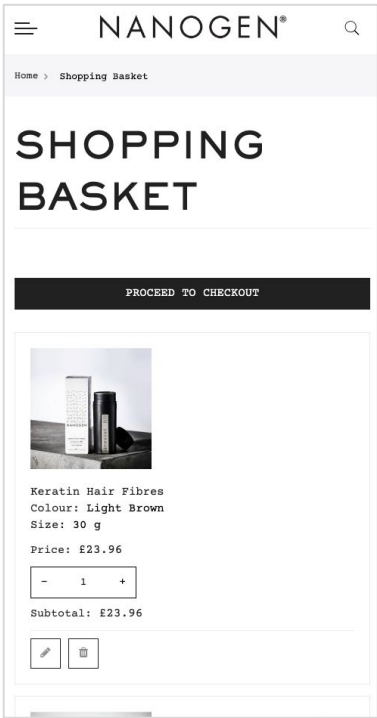 NANOGEN®
Home > Shopping Basket
SHOPPING
BASKET
PROCEED TO CHECKOUT
NANOGEN
Keratin Hair Fibres
Colour: Light Brown
Size: 30 g
Price: £23.96
- 1 +
Subtotal: £23.96